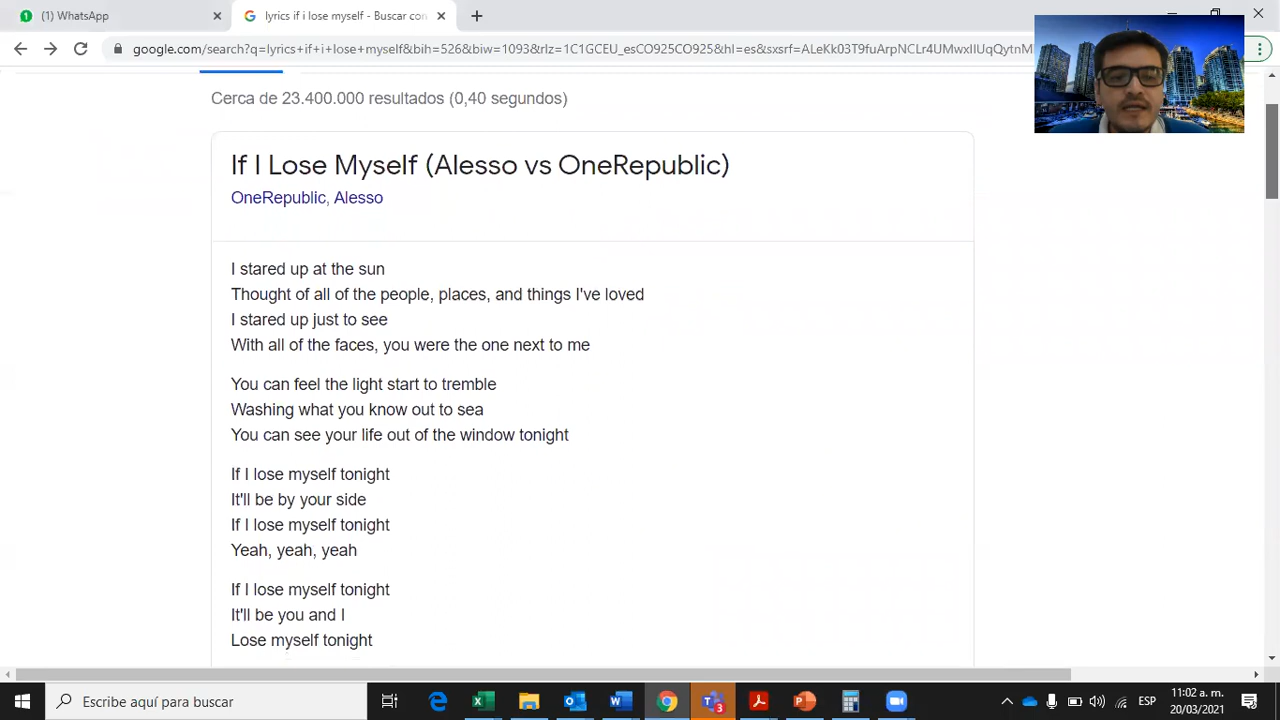 (1) WhatsApp
lyrics if i lose myself - Buscar con
google.com/search?q=lyrics+if+i+lose+myself&bih=526&biw=1093&rlz=1C1GCEU_esCO925CO925&hl=es&sxsrf=ALeKk03T9fuArpNCLr4UMwxIIUqQytnM
Cerca de 23.400.000 resultados (0,40 segundos)
If I Lose Myself (Alesso vs OneRepublic)
OneRepublic, Alesso
I stared up at the sun
Thought of all of the people, places, and things I've loved
I stared up just to see
With all of the faces, you were the one next to me
You can feel the light start to tremble
Washing what you know out to sea
You can see your life out of the window tonight
If I lose myself tonight
It'll be by your side
If I lose myself tonight
Yeah, yeah, yeah
If I lose myself tonight
It'll be you and I
Lose myself tonight
Escribe aquí para buscar
3
ESP
11:02 a. m.
20/03/2021